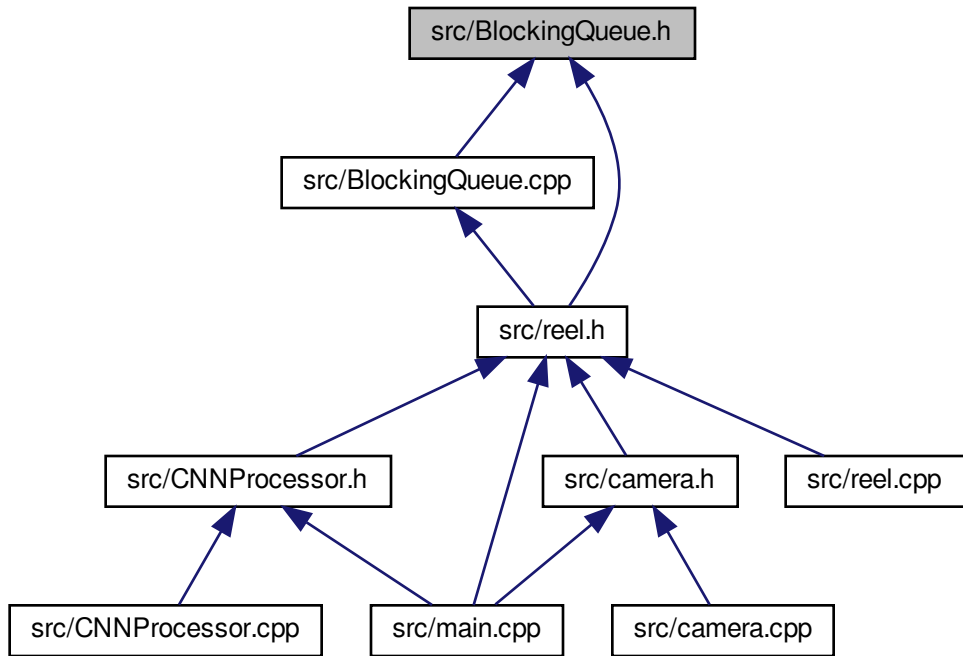 src/BlockingQueue.h
src/BlockingQueue.cpp
src/reel.h
src/CNNProcessor.h
src/camera.h
src/reel.cpp
src/CNNProcessor.cpp
src/main.cpp
src/camera.cpp